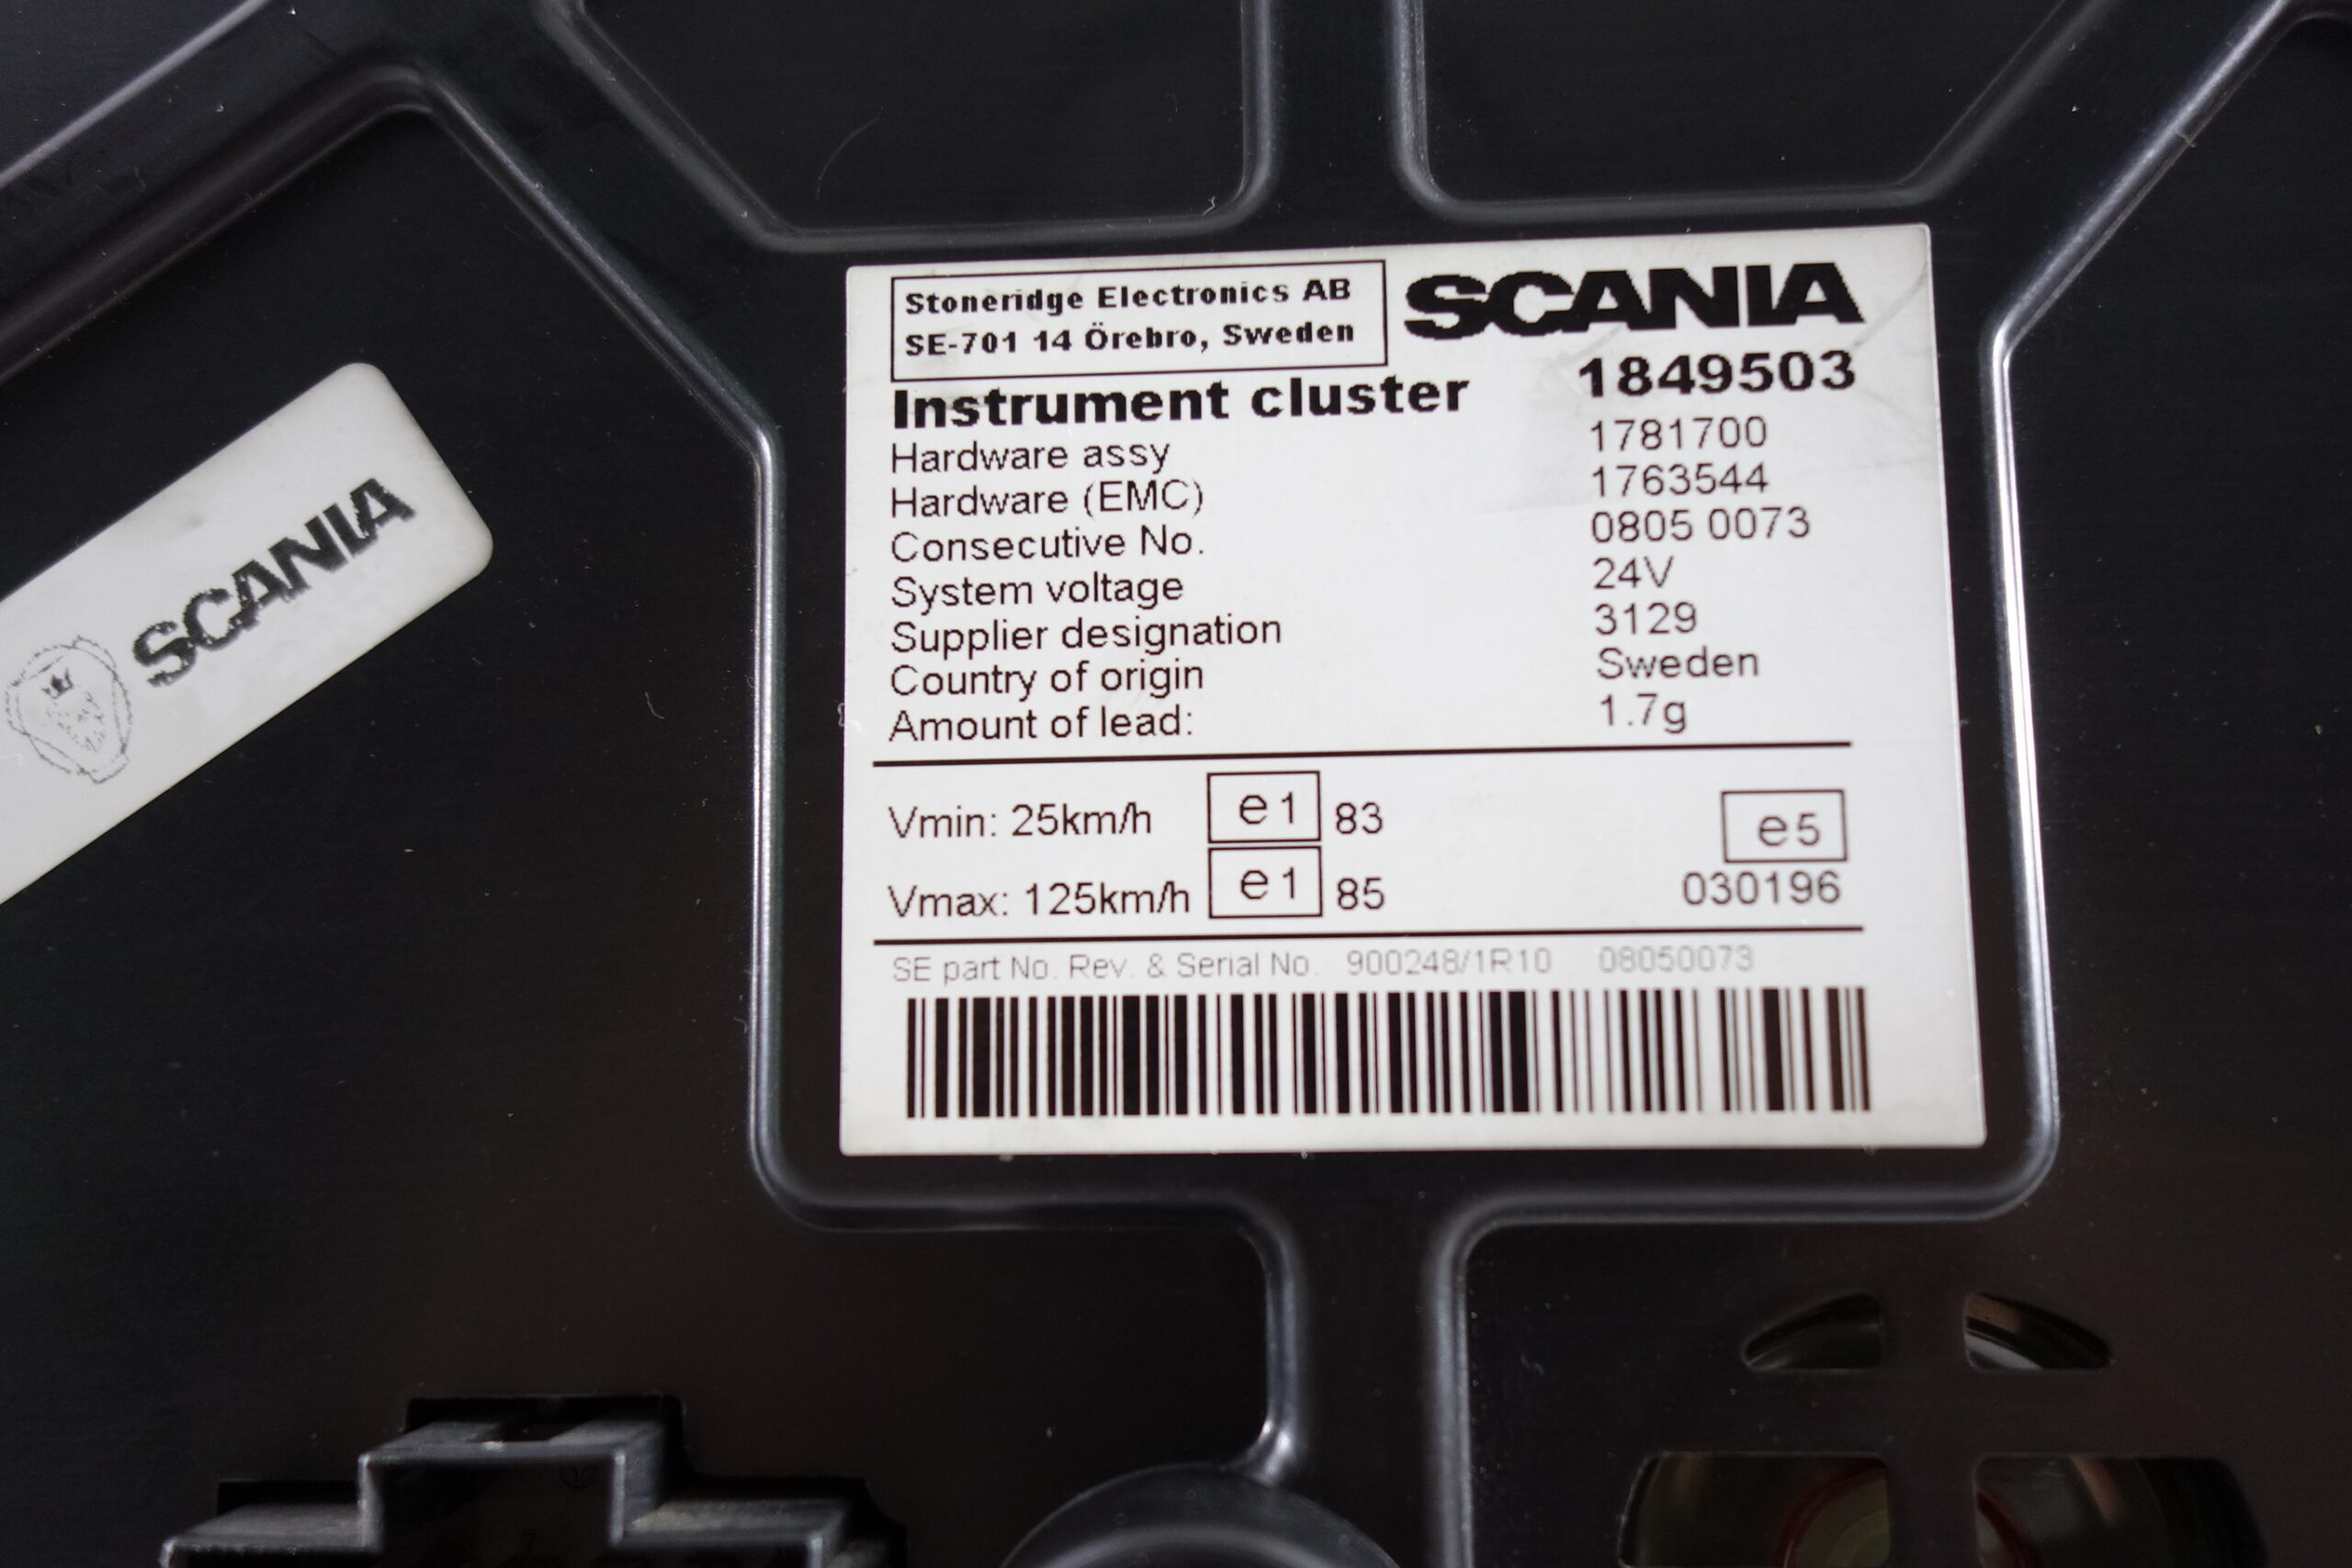 SCANIA
Stoneridge Electronics AB
SE-701 14 Örebro, Sweden
SCANIA
Instrument cluster 1849503
Hardware assy 1781700
Hardware (EMC) 1763544
Consecutive No. 0805 0073
System voltage 24V
Supplier designation 3129
Country of origin Sweden
Amount of lead: 1.7g
Vmin: 25km/h e1 83 e5
Vmax: 125km/h e1 85 030196
SE part No. Rev. & Serial No. 900248/1R10 08050073